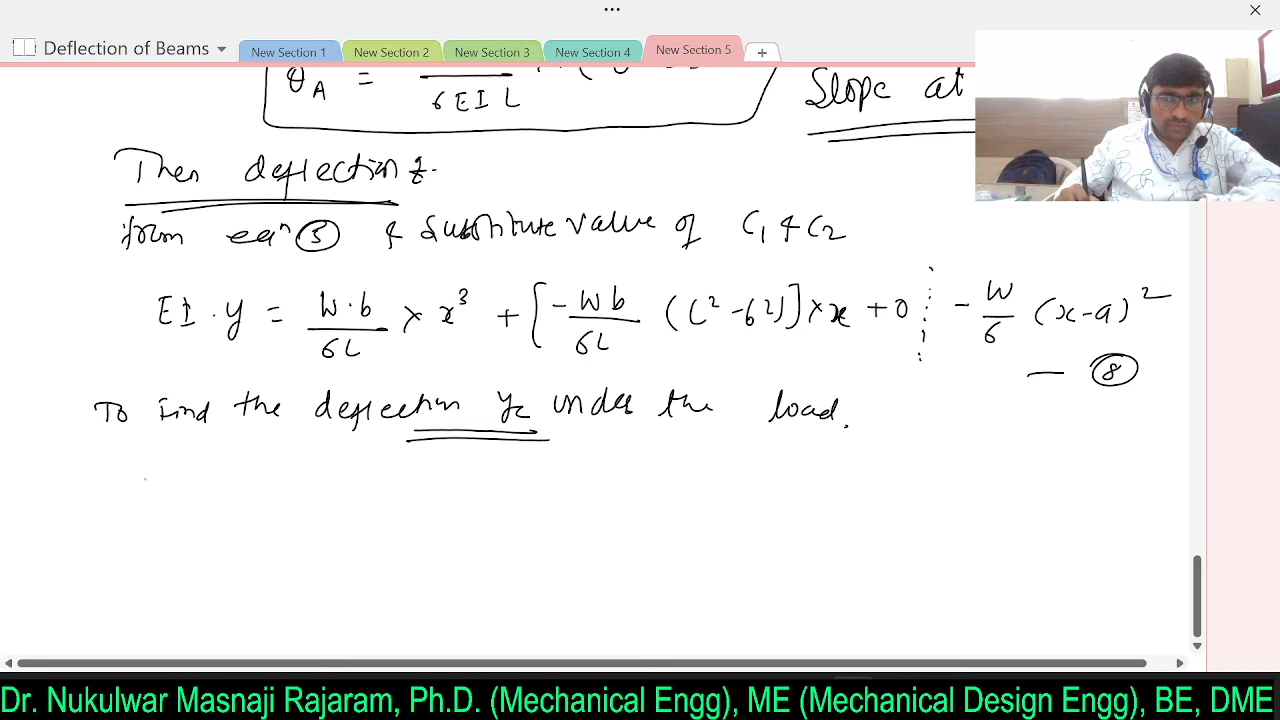 Deflection of Beams
New Section 1 New Section 2 New Section 3 New Section 4 New Section 5
θA = 6EIL
Slope at
Then deflection
from eqn 3 & Substitute value of C1 & C2
EI.y = W.b/6L × x³ + [-Wb/6L (L²-b²)] × x + 0 - W/6 (x-a)²
— 8
To Find the deflection yc under the load.
Dr. Nukulwar Masnaji Rajaram, Ph.D. (Mechanical Engg), ME (Mechanical Design Engg), BE, DME